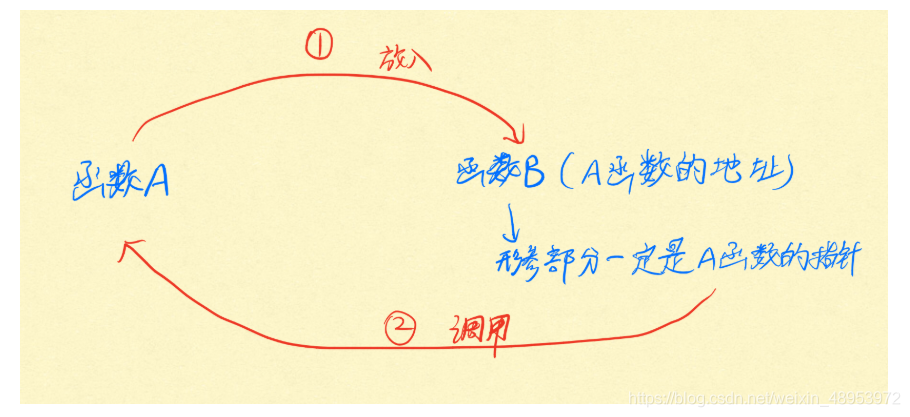 ① 放入
函数A
函数B(A函数的地址)
形参部分一定是A函数的指针
② 调用
https://blog.csdn.net/weixin_48953972